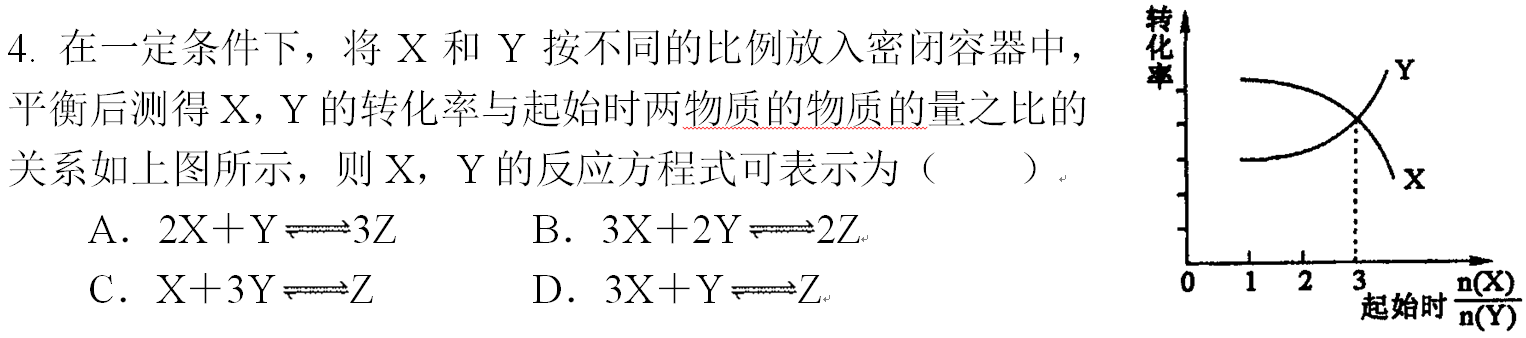 4. 在一定条件下，将 X 和 Y 按不同的比例放入密闭容器中，
平衡后测得 X，Y 的转化率与起始时两物质的物质的量之比的
关系如上图所示，则 X，Y 的反应方程式可表示为（　　）
A．2X＋Y⇌3Z　　B．3X＋2Y⇌2Z
C．X＋3Y⇌Z　　D．3X＋Y⇌Z
转化率
Y
X
0 1 2 3
起始时 n(X)/n(Y)